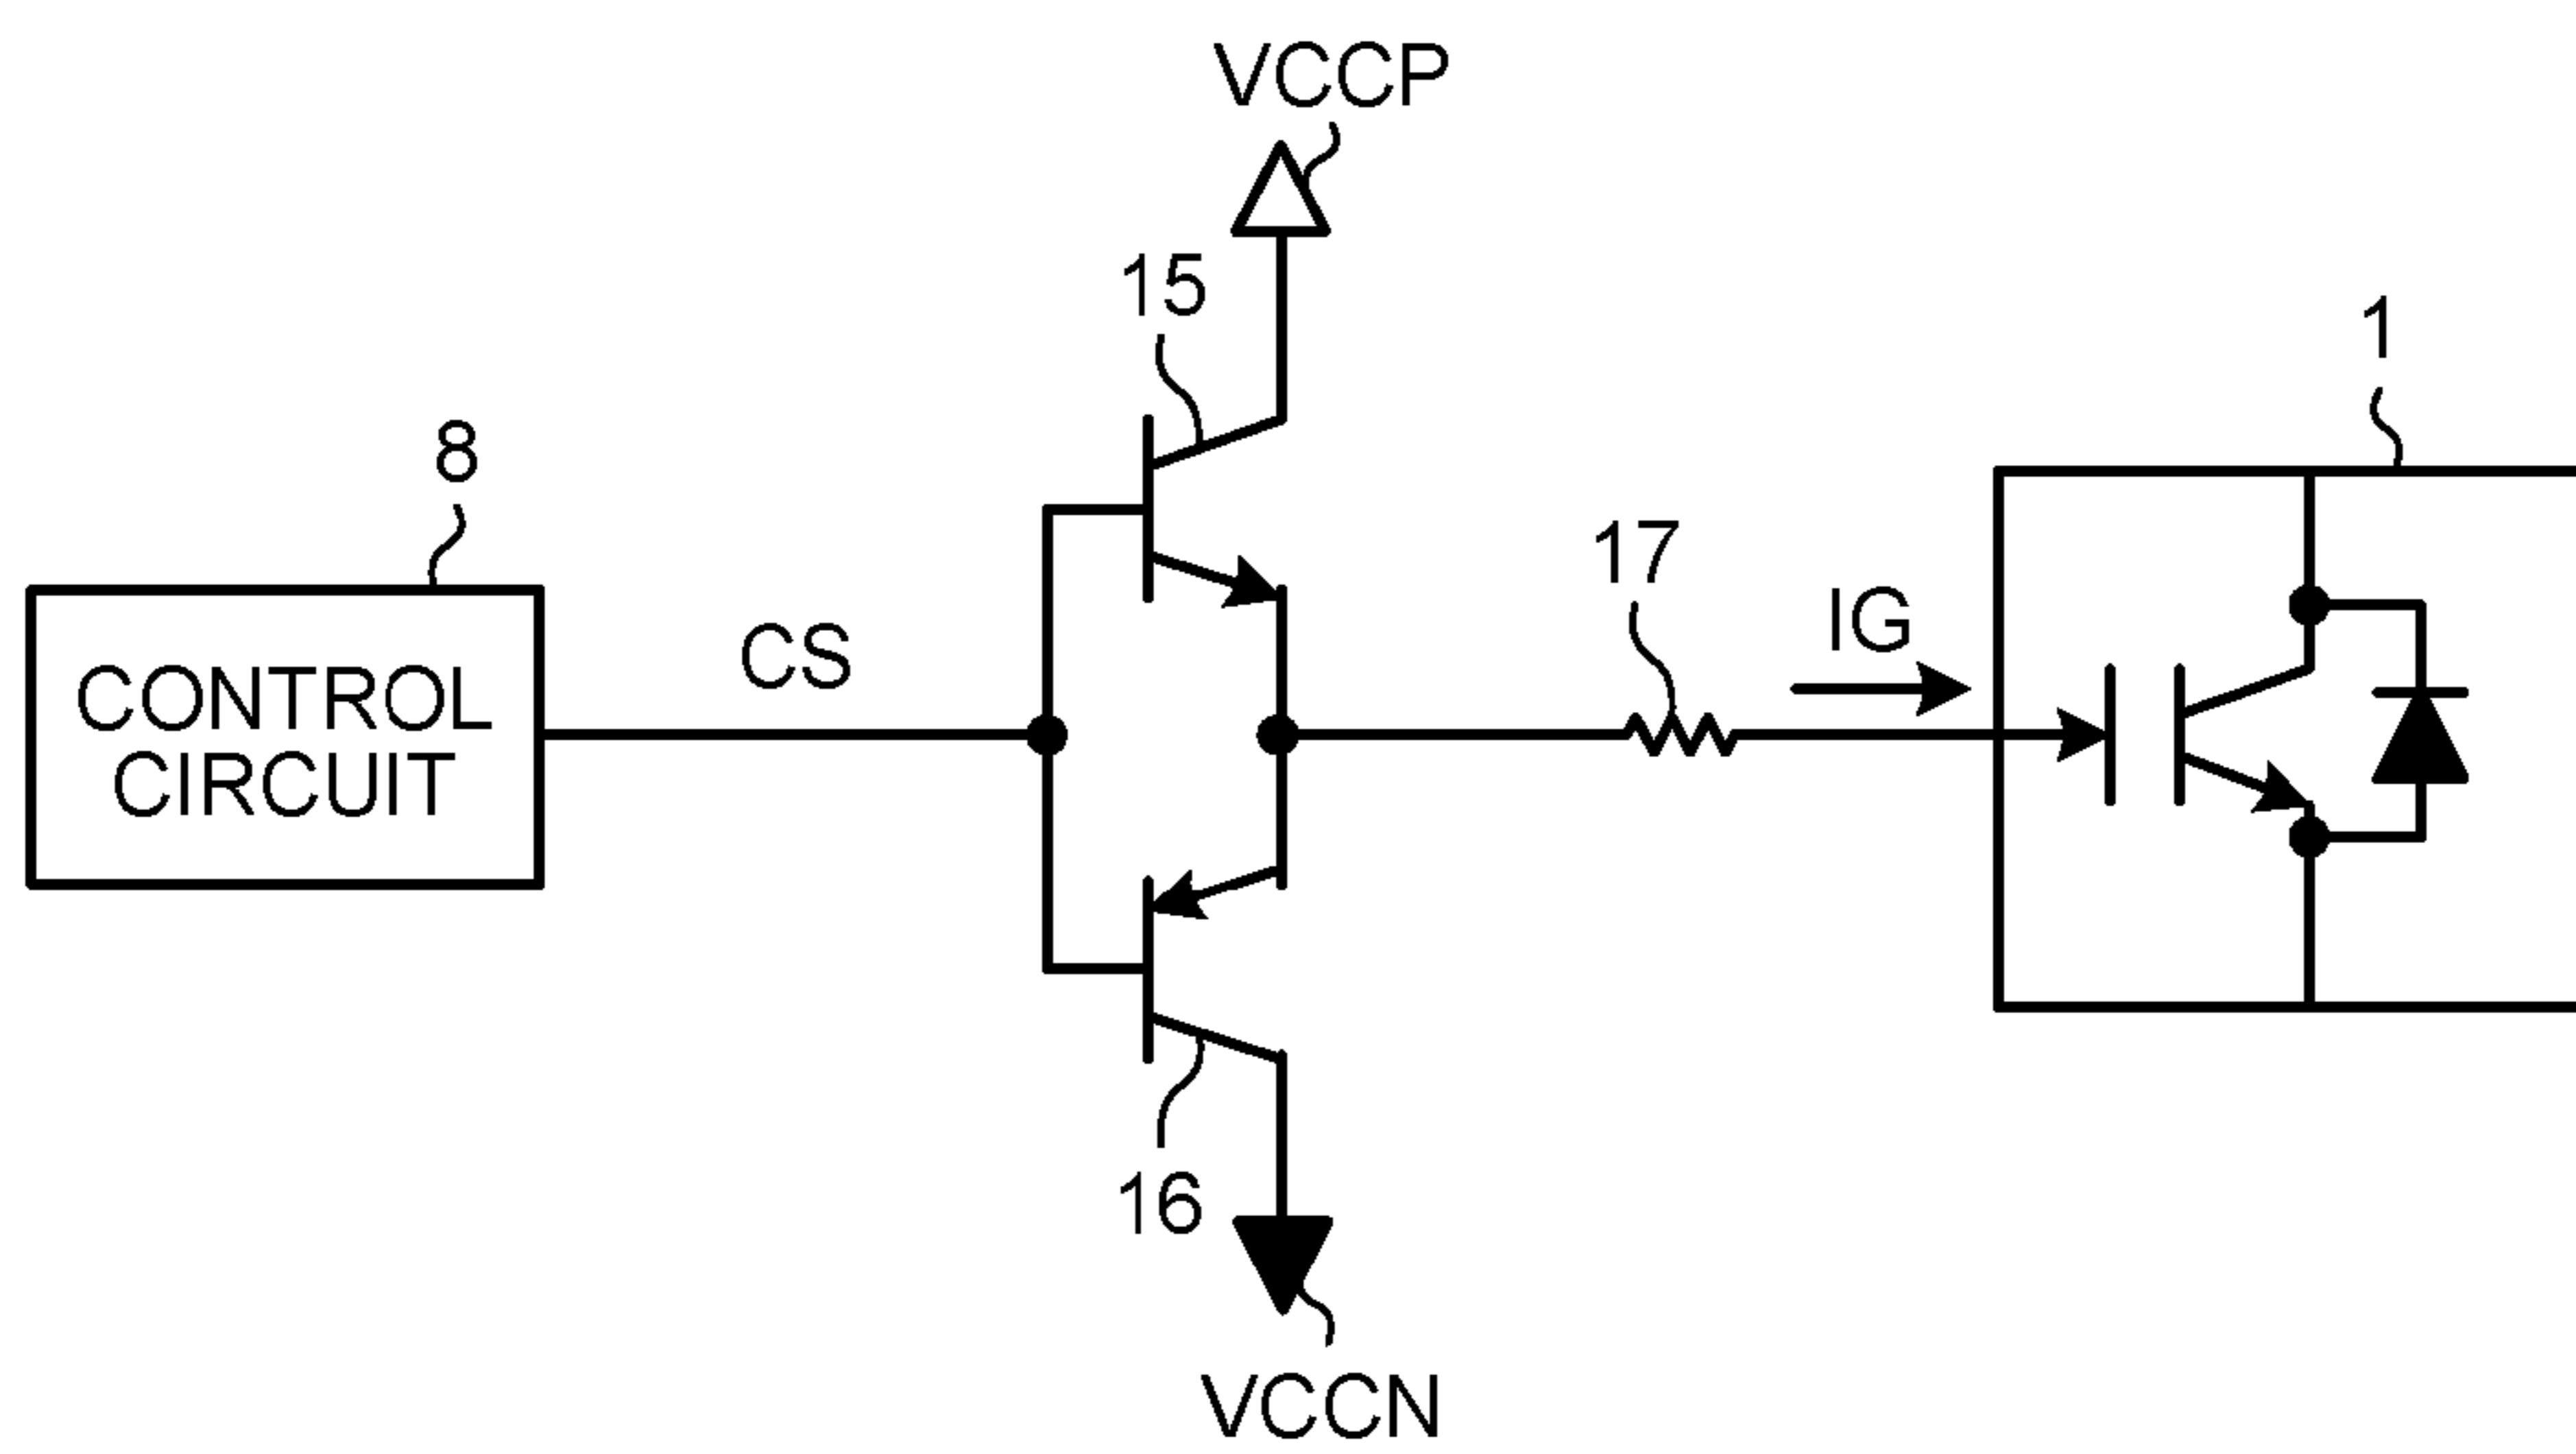 VCCP
15
1
8
17
IG
CS
CONTROL
CIRCUIT
16
VCCN